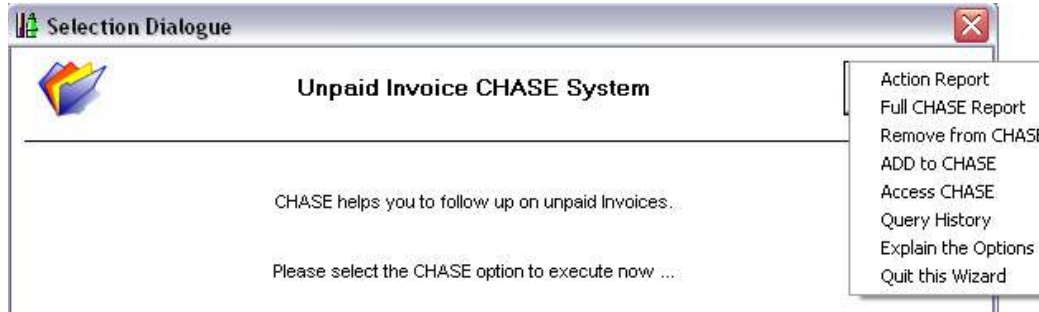 Selection Dialogue
Unpaid Invoice CHASE System
CHASE helps you to follow up on unpaid Invoices.
Please select the CHASE option to execute now ...
Action Report
Full CHASE Report
Remove from CHASE
ADD to CHASE
Access CHASE
Query History
Explain the Options
Quit this Wizard